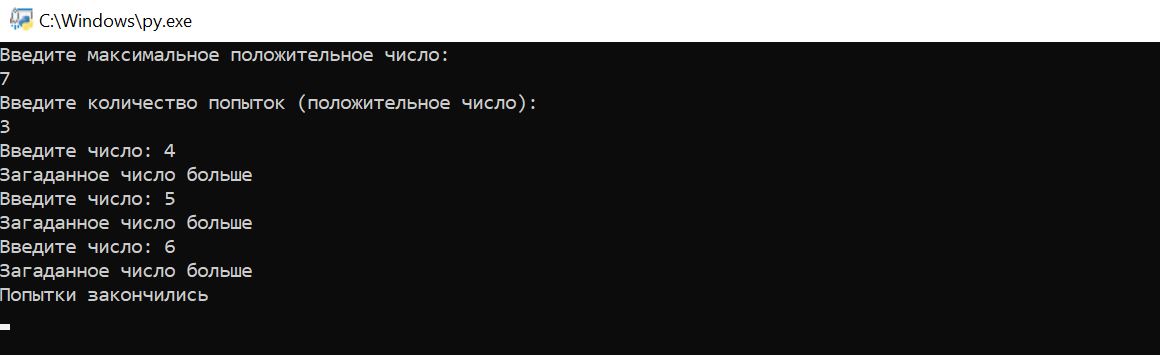 C:\Windows\py.exe
Введите максимальное положительное число:
7
Введите количество попыток (положительное число):
3
Введите число: 4
Загаданное число больше
Введите число: 5
Загаданное число больше
Введите число: 6
Загаданное число больше
Попытки закончились